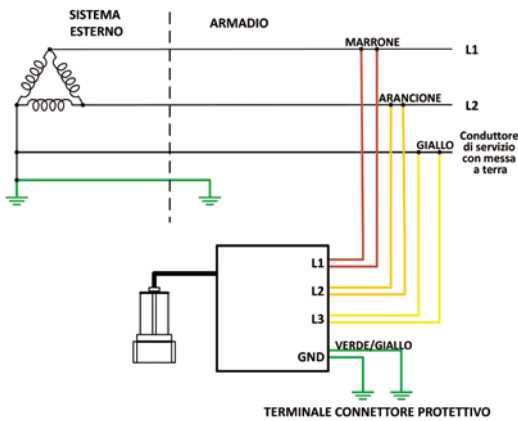 SISTEMA
ESTERNO
ARMADIO
MARRONE
L1
ARANCIONE
L2
GIALLO
Conduttore
di servizio
con messa
a terra
L1
L2
L3
GND
VERDE/GIALLO
TERMINALE CONNETTORE PROTETTIVO